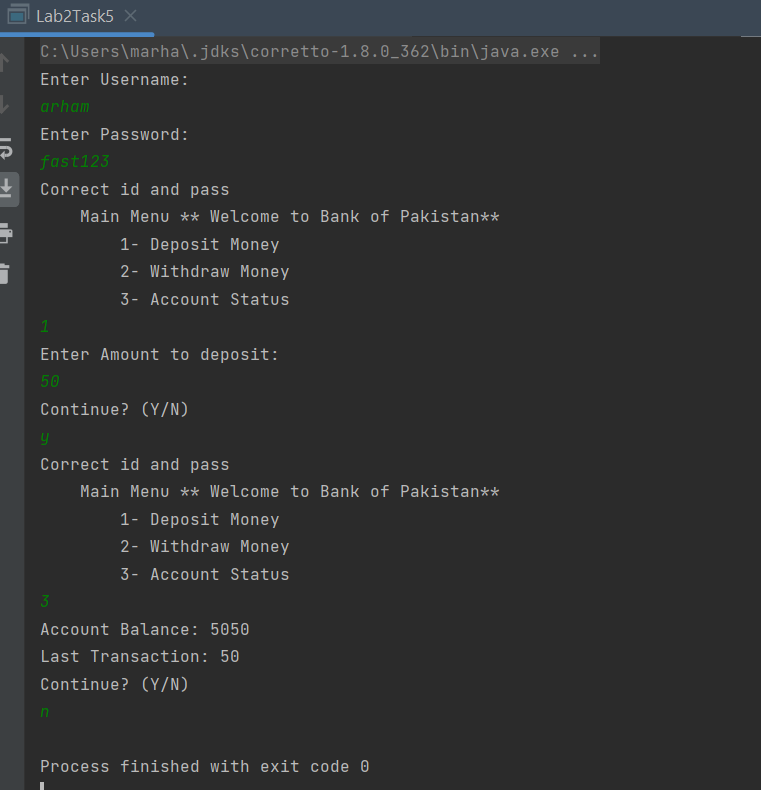 Lab2Task5
C:\Users\marha\.jdks\corretto-1.8.0_362\bin\java.exe ...
Enter Username:
arham
Enter Password:
fast123
Correct id and pass
    Main Menu ** Welcome to Bank of Pakistan**
        1- Deposit Money
        2- Withdraw Money
        3- Account Status
1
Enter Amount to deposit:
50
Continue? (Y/N)
y
Correct id and pass
    Main Menu ** Welcome to Bank of Pakistan**
        1- Deposit Money
        2- Withdraw Money
        3- Account Status
3
Account Balance: 5050
Last Transaction: 50
Continue? (Y/N)
n
Process finished with exit code 0